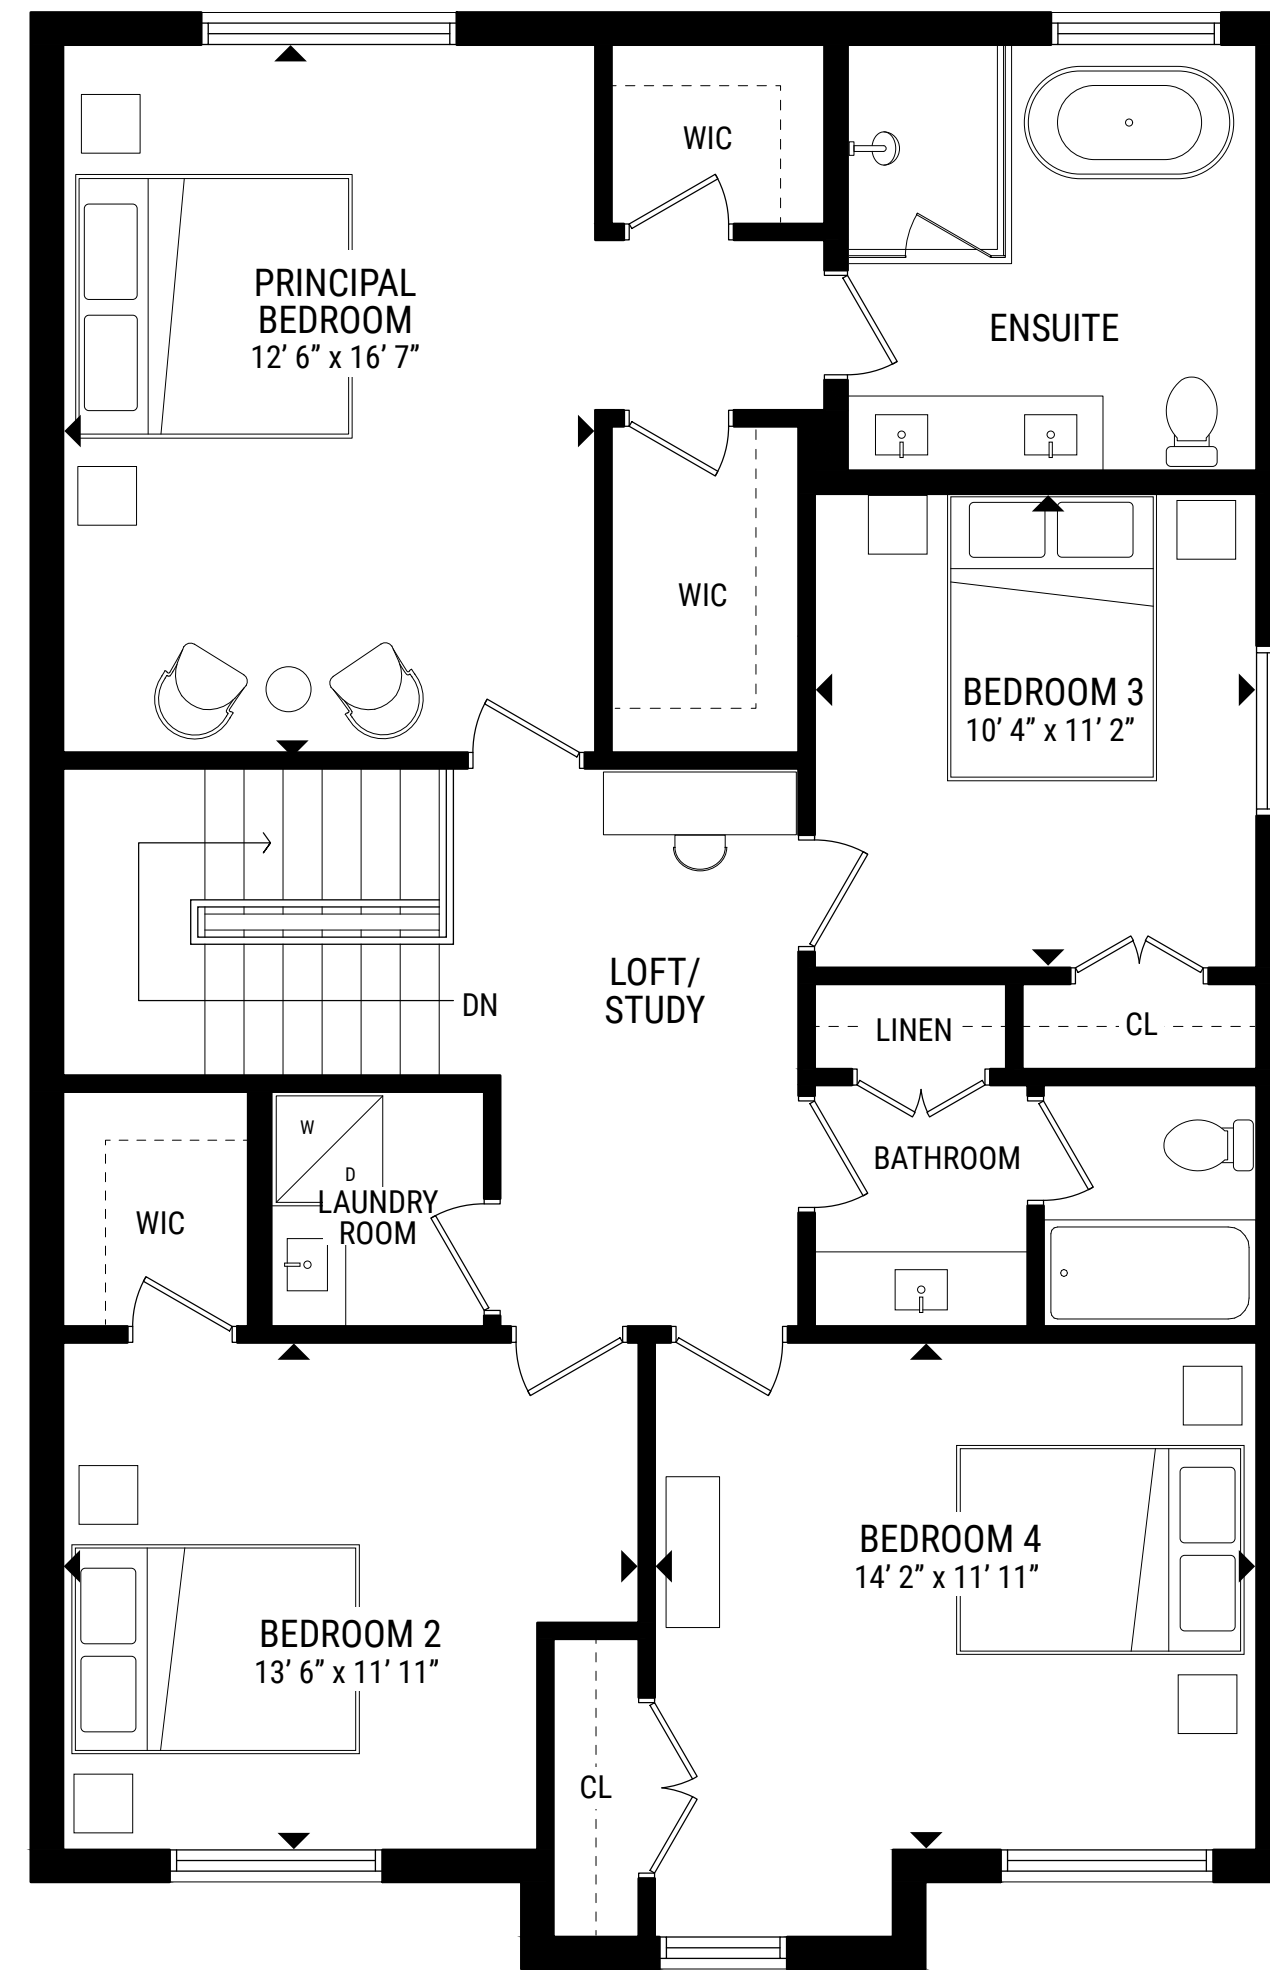 WIC
PRINCIPAL
BEDROOM
12’ 6” x 16’ 7”
ENSUITE
WIC
BEDROOM 3
10’ 4” x 11’ 2”
LOFT/
STUDY
DN
LINEN
CL
W
D
LAUNDRY
ROOM
BATHROOM
WIC
BEDROOM 4
14’ 2” x 11’ 11”
BEDROOM 2
13’ 6” x 11’ 11”
CL